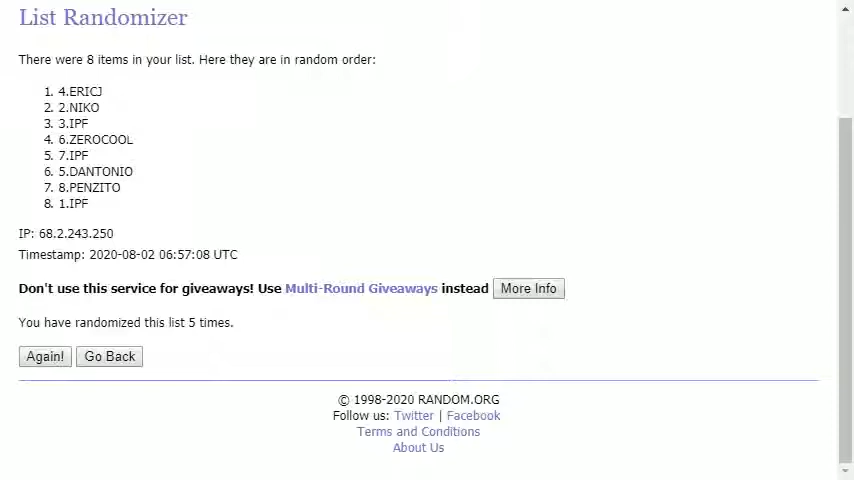 List Randomizer
There were 8 items in your list. Here they are in random order:
1. 4.ERICJ
2. 2.NIKO
3. 3.IPF
4. 6.ZEROCOOL
5. 7.IPF
6. 5.DANTONIO
7. 8.PENZITO
8. 1.IPF
IP: 68.2.243.250
Timestamp: 2020-08-02 06:57:08 UTC
Don't use this service for giveaways! Use Multi-Round Giveaways instead More Info
You have randomized this list 5 times.
Again! Go Back
© 1998-2020 RANDOM.ORG
Follow us: Twitter | Facebook
Terms and Conditions
About Us